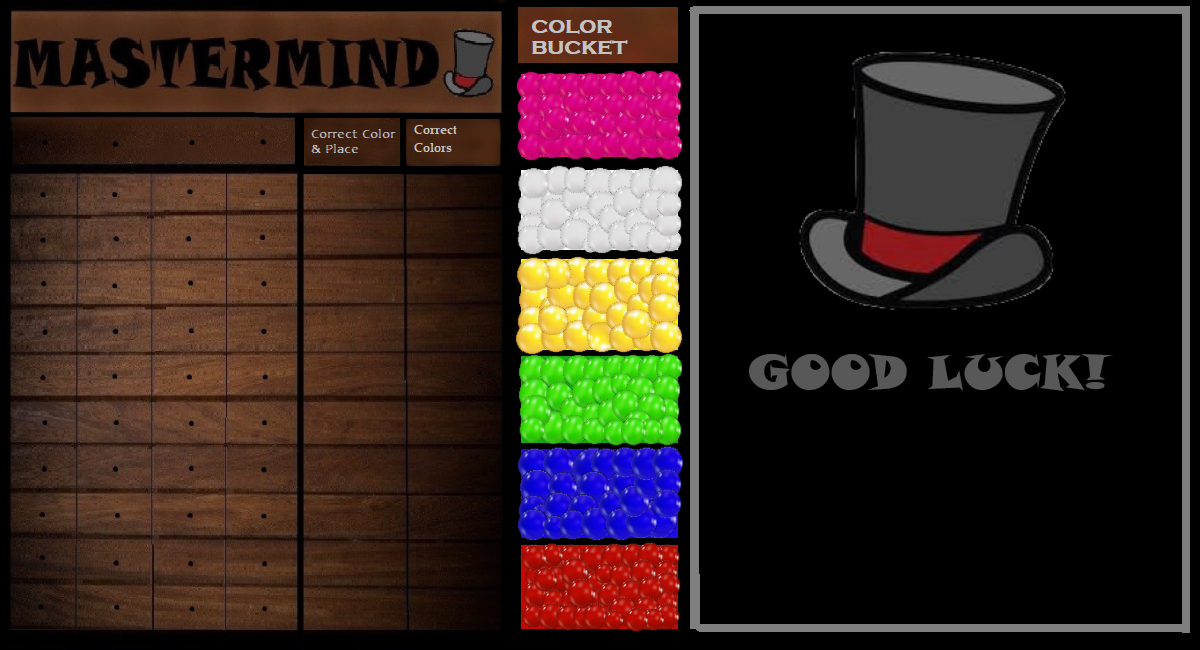 MASTERMIND
Correct Color
& Place
Correct
Colors
COLOR
BUCKET
GOOD LUCK!